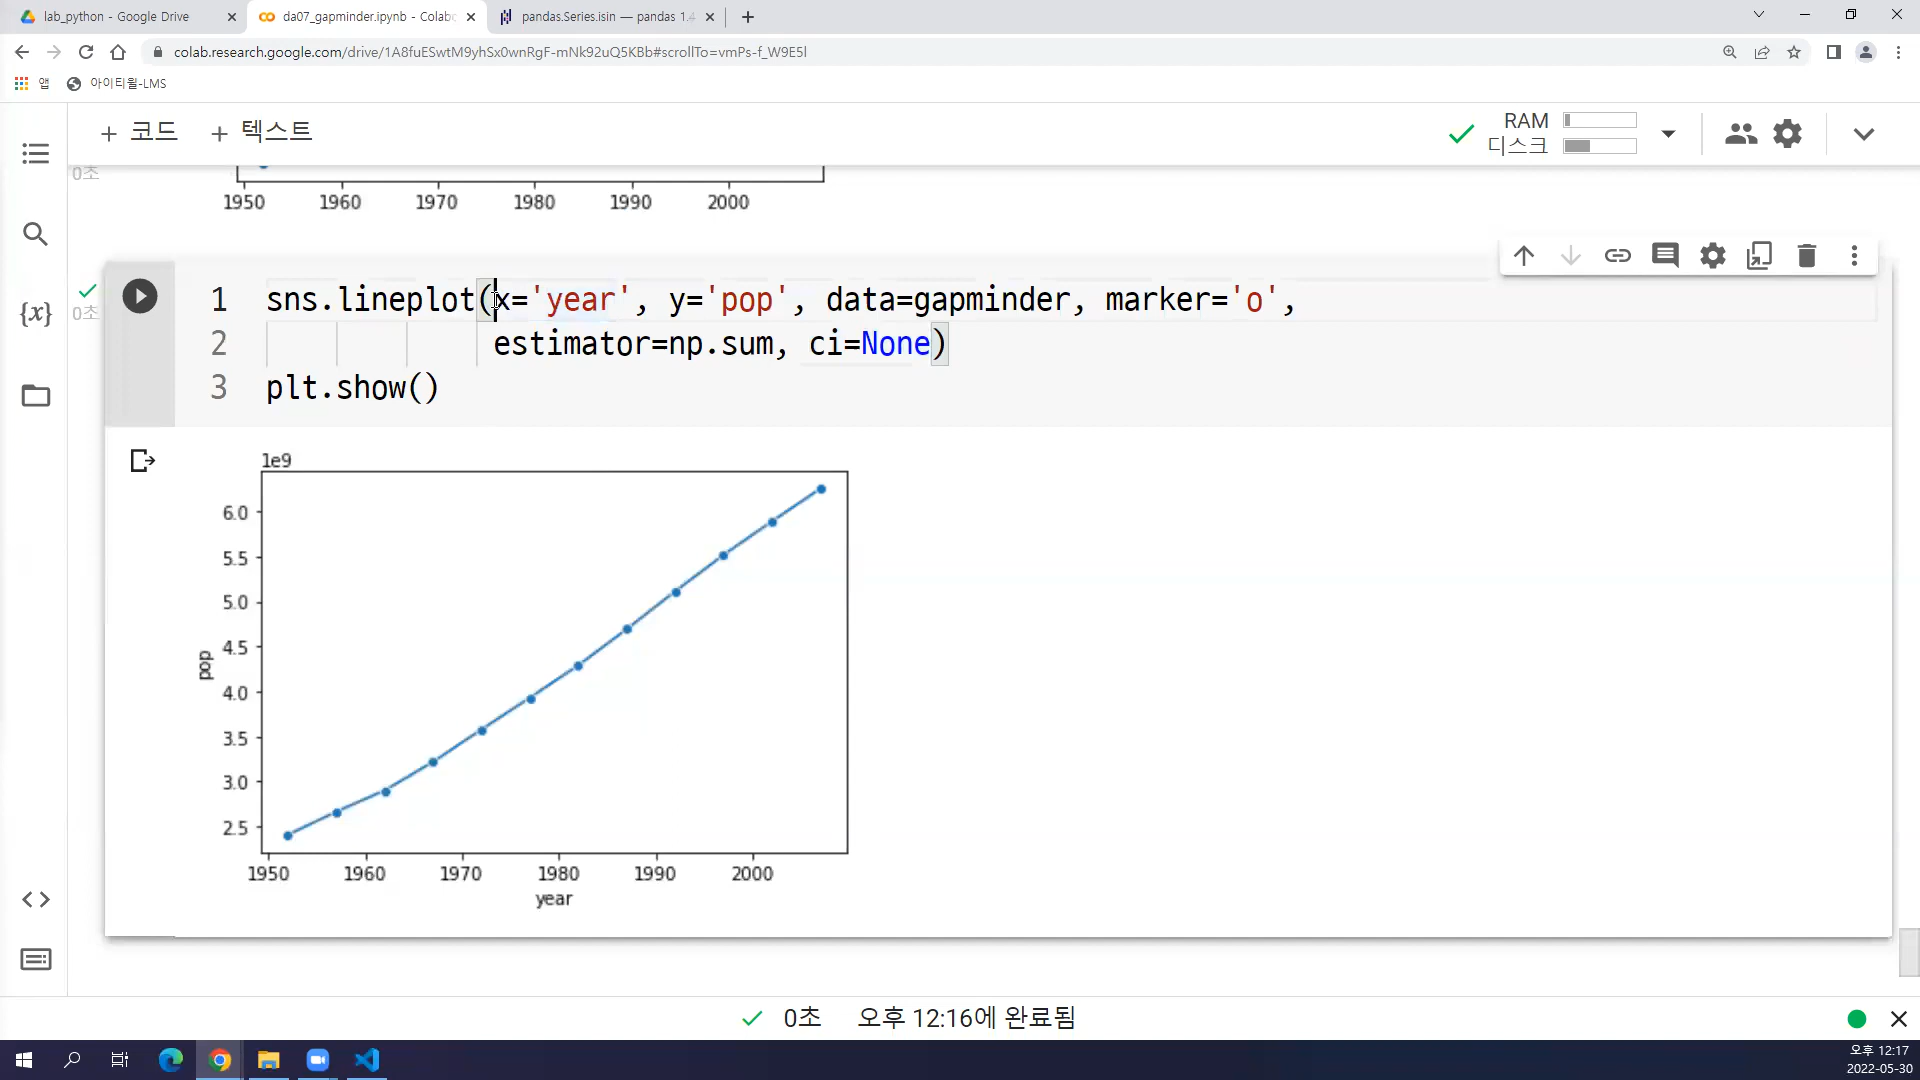 lab_python - Google Drive
da07_gapminder.ipynb - Colab
pandas.Series.isin — pandas 1.4
colab.research.google.com/drive/1A8fuESwtM9yhSx0wnRgF-mNk92uQ5KBb#scrollTo=vmPs-f_W9E5l
앱
아이티윌-LMS
+ 코드
+ 텍스트
RAM
디스크
0초
1950 1960 1970 1980 1990 2000
{x}
0초
1 sns.lineplot(x='year', y='pop', data=gapminder, marker='o',
2 estimator=np.sum, ci=None)
3 plt.show()
1e9
6.0
5.5
5.0
4.5
4.0
3.5
3.0
2.5
pop
1950 1960 1970 1980 1990 2000
year
0초 오후 12:16에 완료됨
오후 12:17
2022-05-30